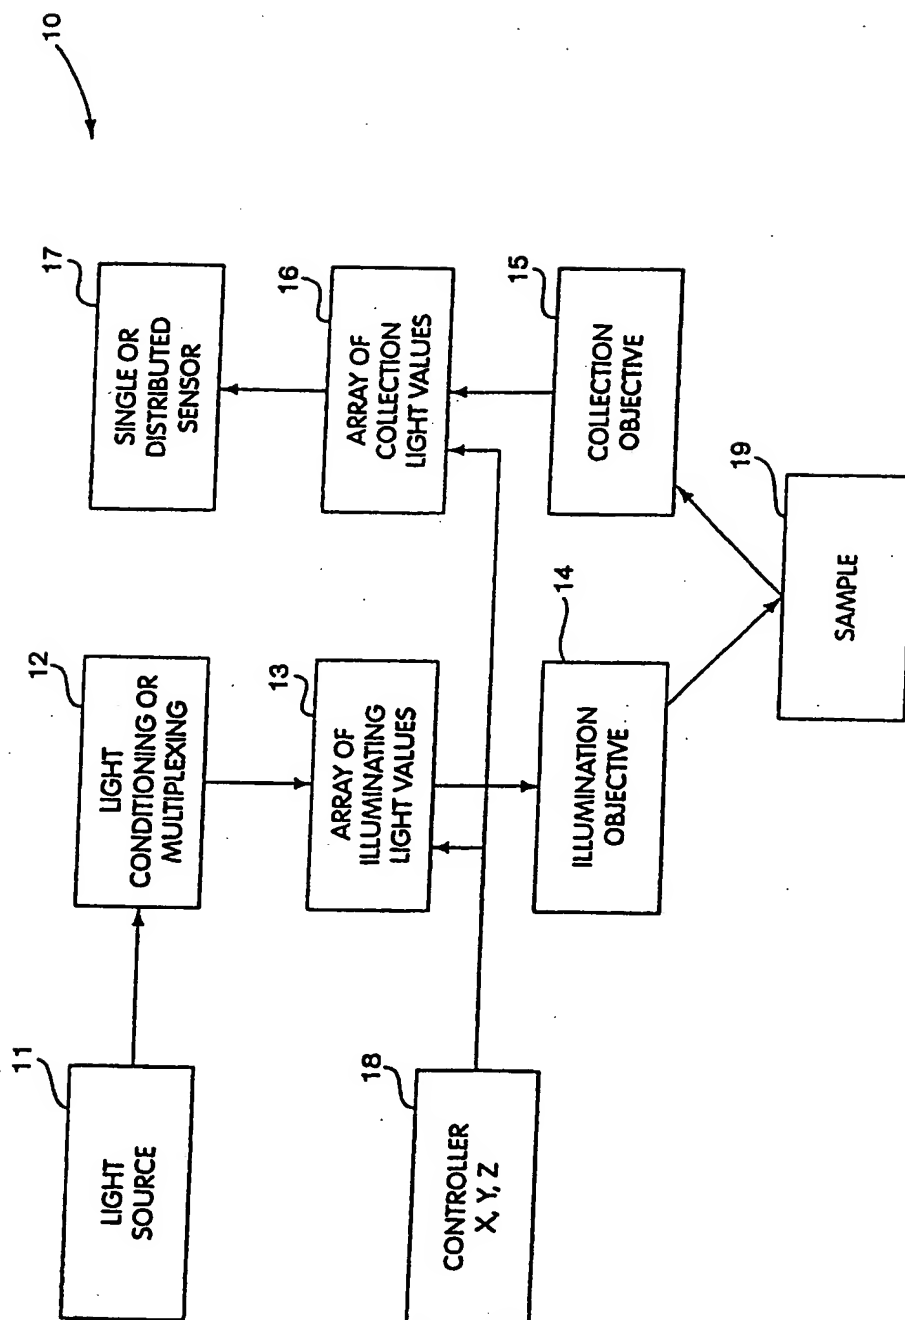 10
11
LIGHT
SOURCE
12
LIGHT
CONDITIONING OR
MULTIPLEXING
17
SINGLE OR
DISTRIBUTED
SENSOR
13
ARRAY OF
ILLUMINATING
LIGHT VALUES
16
ARRAY OF
COLLECTION
LIGHT VALUES
18
CONTROLLER
X, Y, Z
14
ILLUMINATION
OBJECTIVE
15
COLLECTION
OBJECTIVE
19
SAMPLE